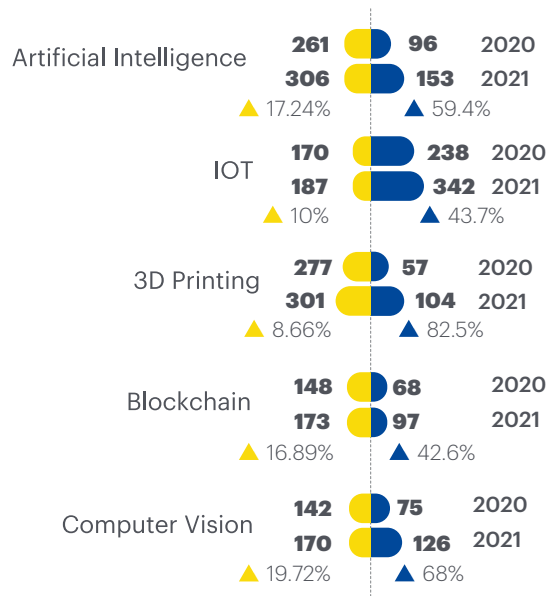 261 96 2020
Artificial Intelligence
306 153 2021
17.24% 59.4%
170 238 2020
IOT
187 342 2021
10% 43.7%
277 57 2020
3D Printing
301 104 2021
8.66% 82.5%
148 68 2020
Blockchain
173 97 2021
16.89% 42.6%
142 75 2020
Computer Vision
170 126 2021
19.72% 68%